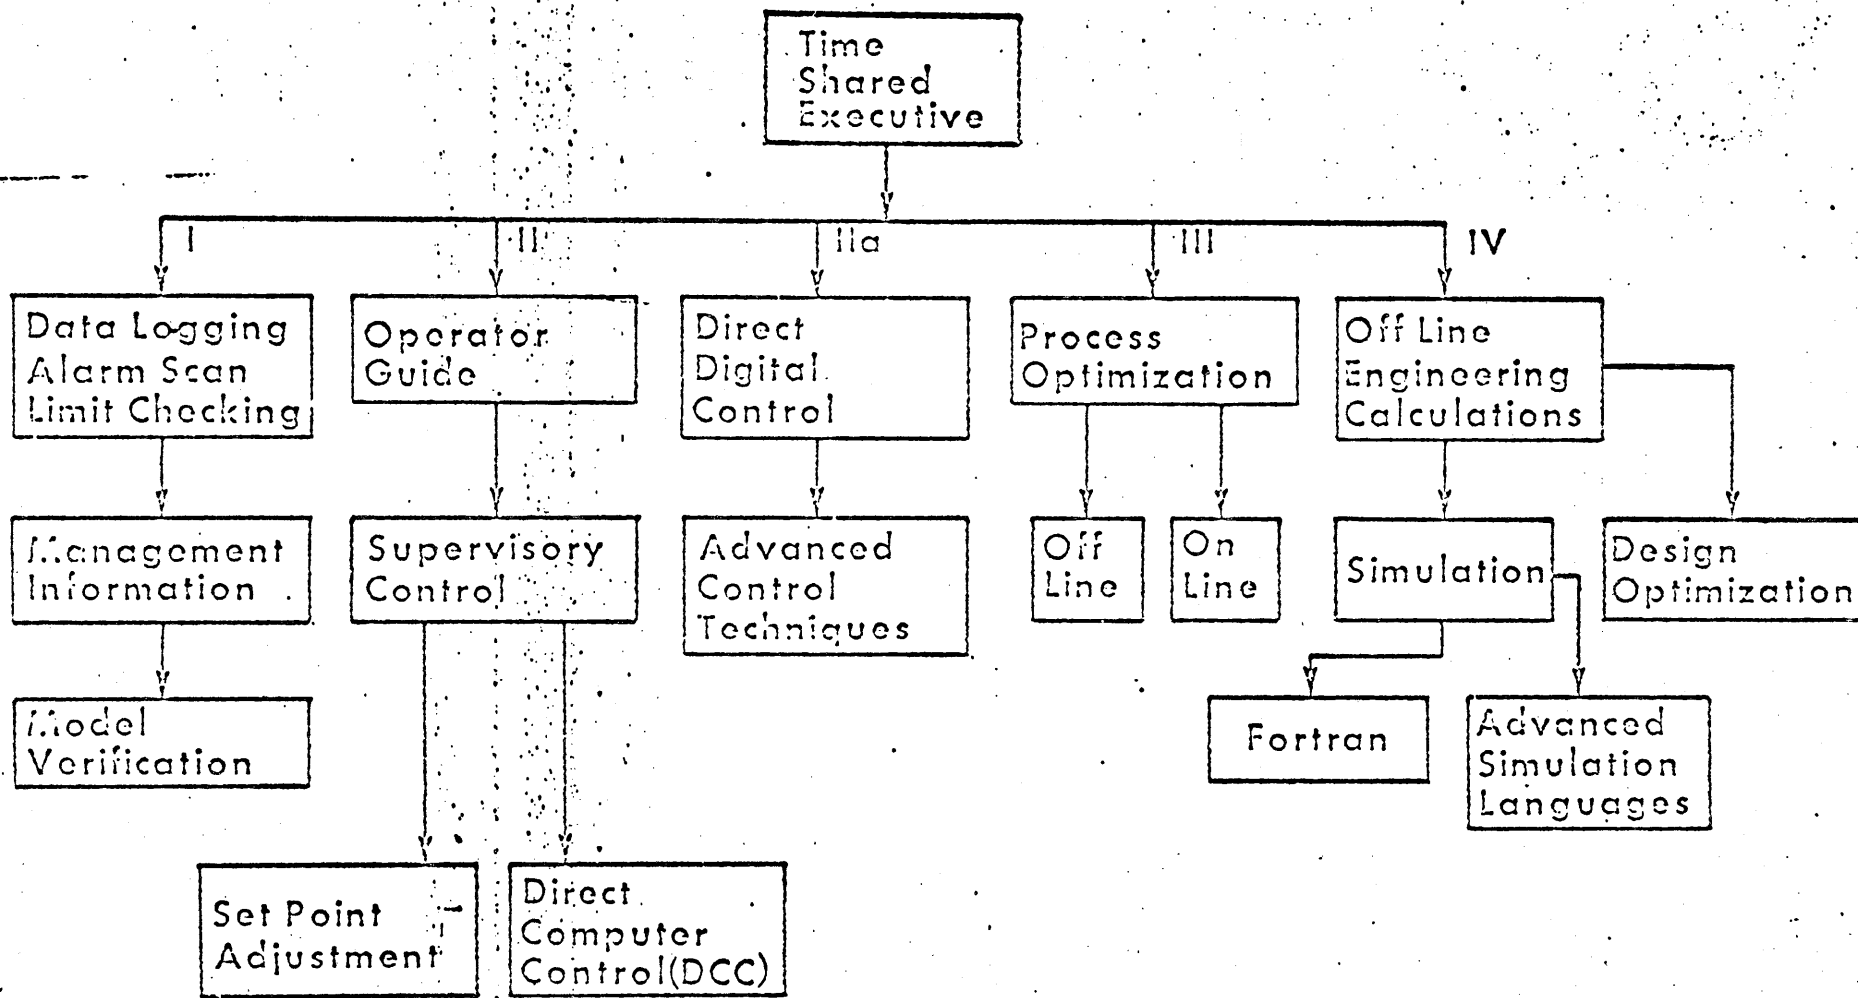 Time
Shared
Executive
I
II
IIa
III
IV
Data Logging
Alarm Scan
Limit Checking
Operator
Guide
Direct
Digital
Control
Process
Optimization
Off Line
Engineering
Calculations
Management
Information
Supervisory
Control
Advanced
Control
Techniques
Off
Line
On
Line
Simulation
Design
Optimization
Model
Verification
Fortran
Advanced
Simulation
Languages
Set Point
Adjustment
Direct
Computer
Control(DCC)